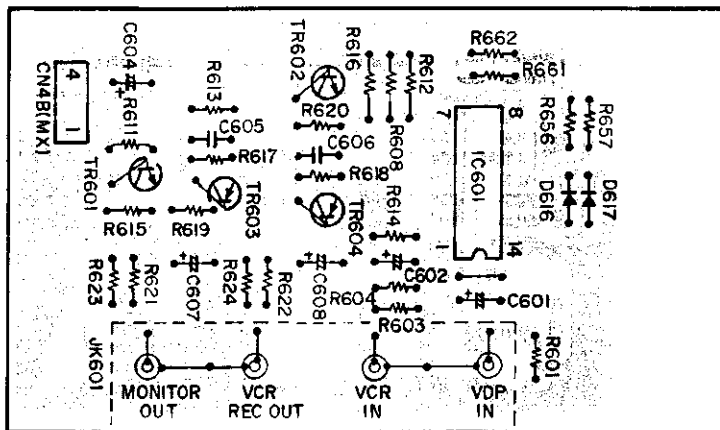 C604
CN4B(MX)
4
1
R611
TR601
R615
R613
C605
R617
TR603
R619
TR602
R620
C606
R618
TR604
R616
R608
R612
R614
R662
R661
7
8
IC601
1
14
R656
R657
D616
D617
R623
R621
C607
R624
R622
C608
C602
R604
R603
C601
R601
JK601
MONITOR
OUT
VCR
REC OUT
VCR
IN
VDP
IN